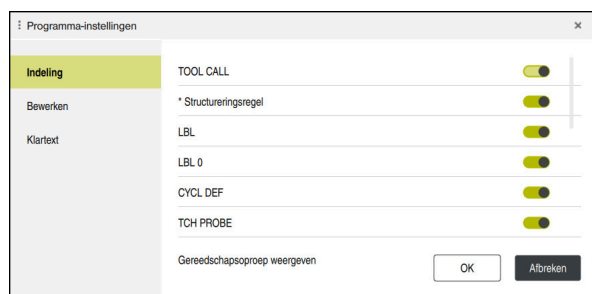 Programma-instellingen
Indeling
Bewerken
Klartext
TOOL CALL
* Structureringsregel
LBL
LBL 0
CYCL DEF
TCH PROBE
Gereedschapsoproep weergeven
OK
Afbreken